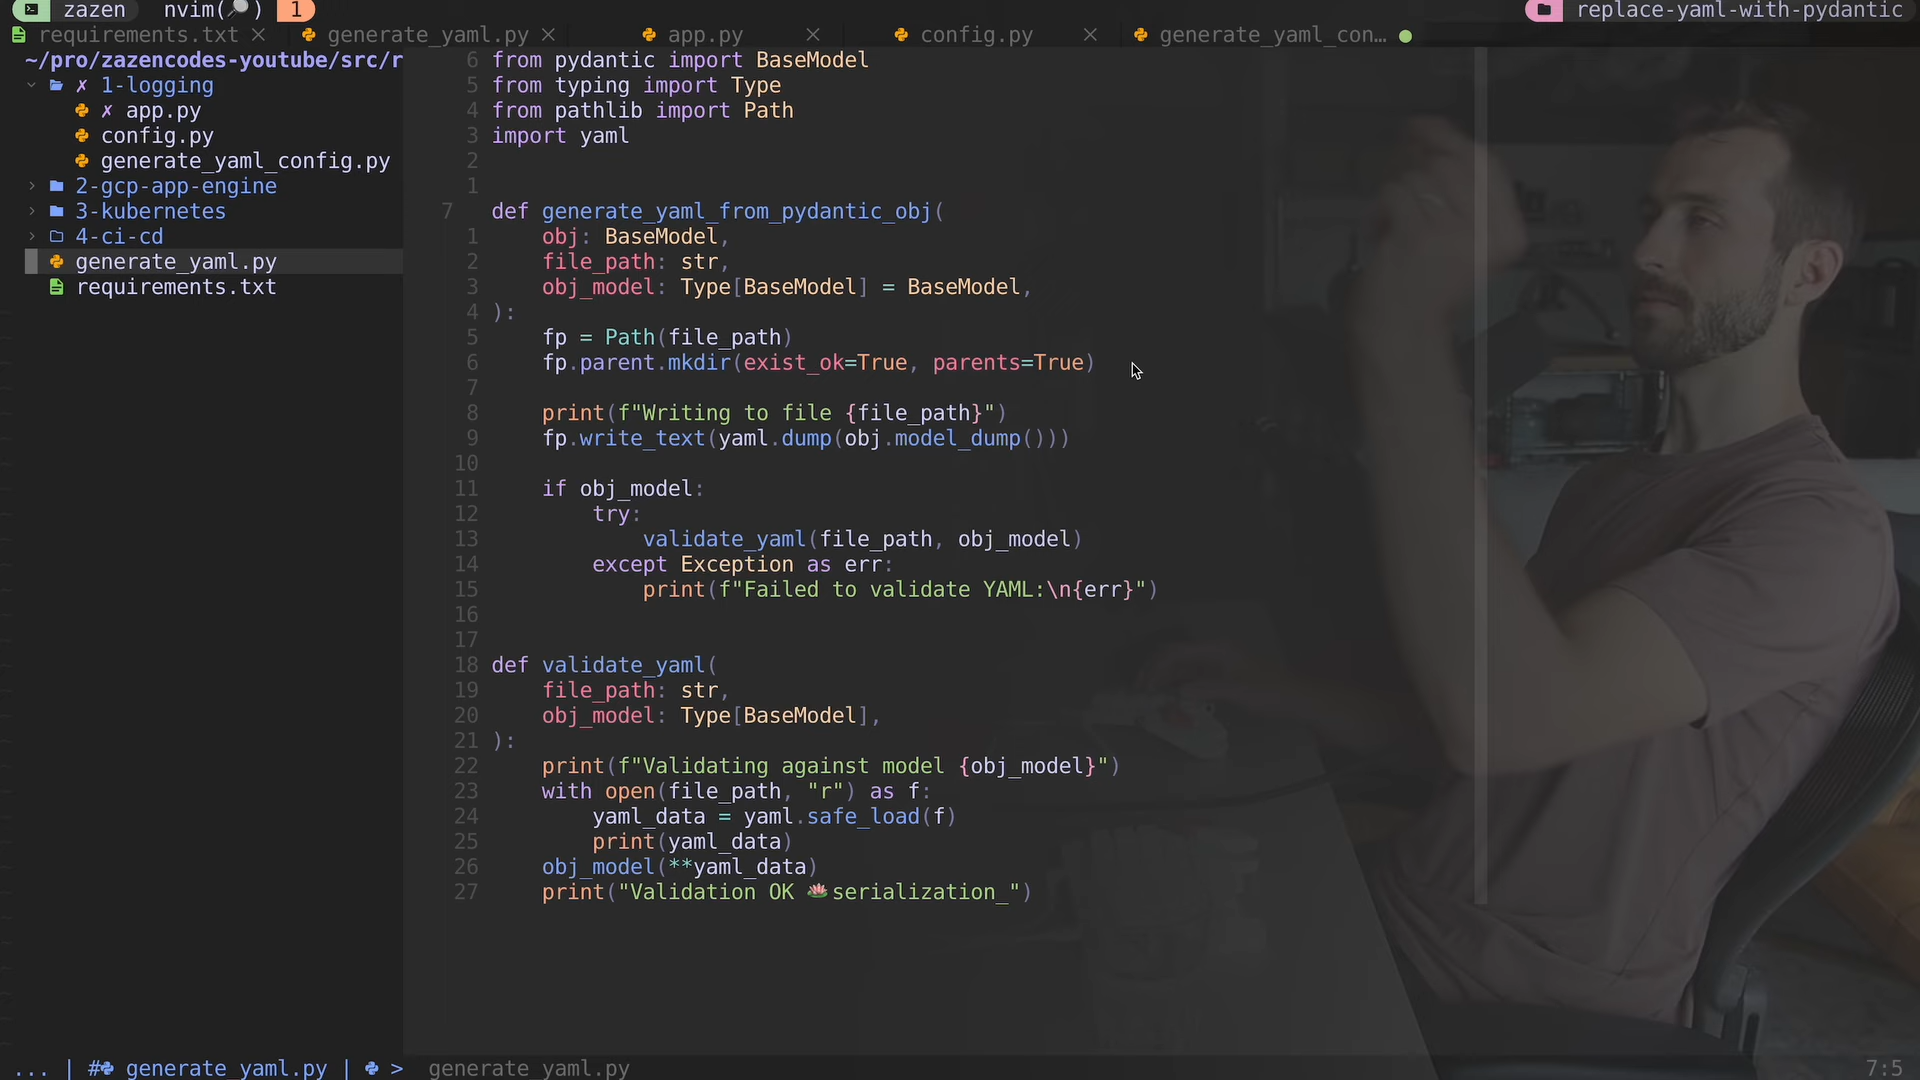 zazen nvim( ) 1 replace-yaml-with-pydantic
requirements.txt generate_yaml.py app.py config.py generate_yaml_con…
~/pro/zazencodes-youtube/src/r
1-logging
app.py
config.py
generate_yaml_config.py
2-gcp-app-engine
3-kubernetes
4-ci-cd
generate_yaml.py
requirements.txt
6 from pydantic import BaseModel
5 from typing import Type
4 from pathlib import Path
3 import yaml
2
1
7 def generate_yaml_from_pydantic_obj(
1 obj: BaseModel,
2 file_path: str,
3 obj_model: Type[BaseModel] = BaseModel,
4 ):
5 fp = Path(file_path)
6 fp.parent.mkdir(exist_ok=True, parents=True)
7
8 print(f"Writing to file {file_path}")
9 fp.write_text(yaml.dump(obj.model_dump()))
10
11 if obj_model:
12 try:
13 validate_yaml(file_path, obj_model)
14 except Exception as err:
15 print(f"Failed to validate YAML:\n{err}")
16
17
18 def validate_yaml(
19 file_path: str,
20 obj_model: Type[BaseModel],
21 ):
22 print(f"Validating against model {obj_model}")
23 with open(file_path, "r") as f:
24 yaml_data = yaml.safe_load(f)
25 print(yaml_data)
26 obj_model(**yaml_data)
27 print("Validation OK 🪷serialization_")
... | # generate_yaml.py | > generate_yaml.py 7:5